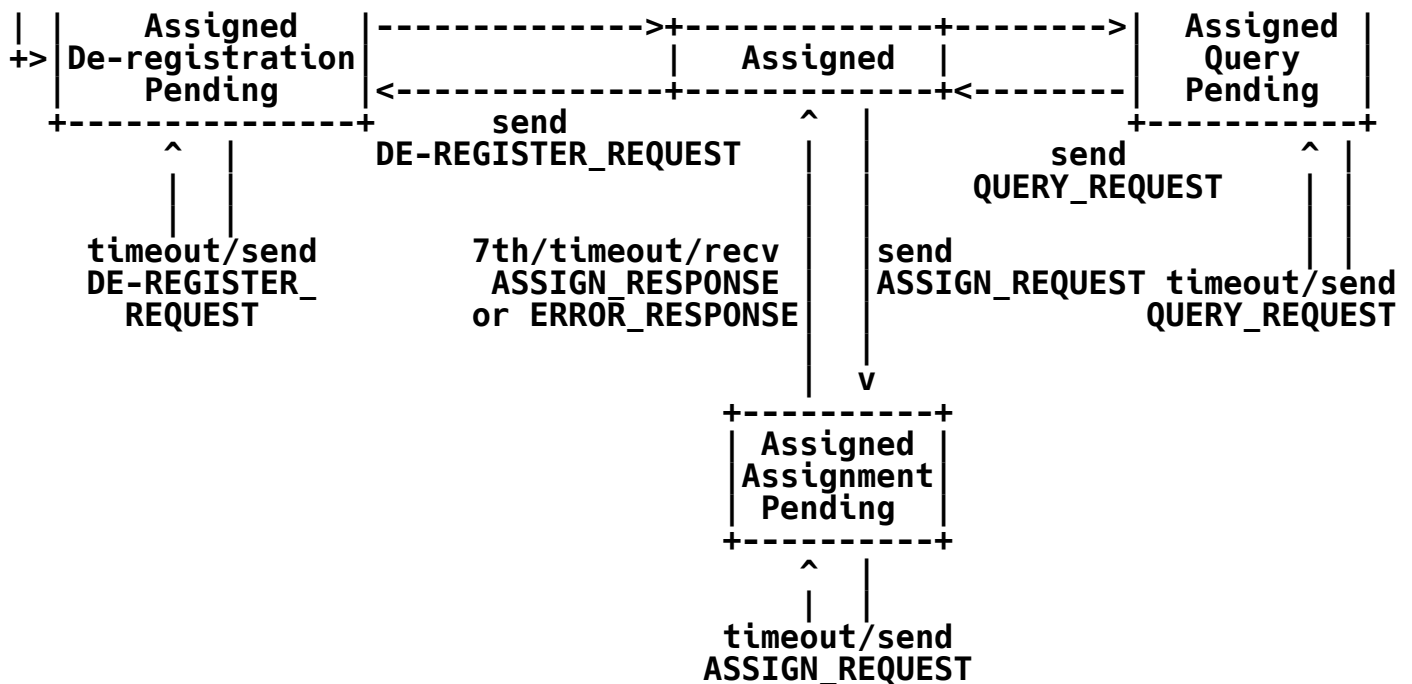 | |      Assigned   |-------------->+-------------+-------->|  Assigned |
+>|De-registration|                |   Assigned  |         |   Query   |
  |    Pending    |<--------------+-------------+<--------|  Pending  |
  +---------------+      send            ^  |             +-----------+
        ^  |       DE-REGISTER_REQUEST   |  |         send         ^ |
        |  |                             |  |     QUERY_REQUEST    | |
        |  |                             |  |                      | |
    timeout/send        7th/timeout/recv |  |send                  | |
    DE-REGISTER_         ASSIGN_RESPONSE |  |ASSIGN_REQUEST timeout/send
      REQUEST           or ERROR_RESPONSE|  |              QUERY_REQUEST
                                         |  |
                                         |  v
                                     +----------+
                                     | Assigned |
                                     |Assignment|
                                     | Pending  |
                                     +----------+
                                         ^  |
                                         |  |
                                     timeout/send
                                    ASSIGN_REQUEST